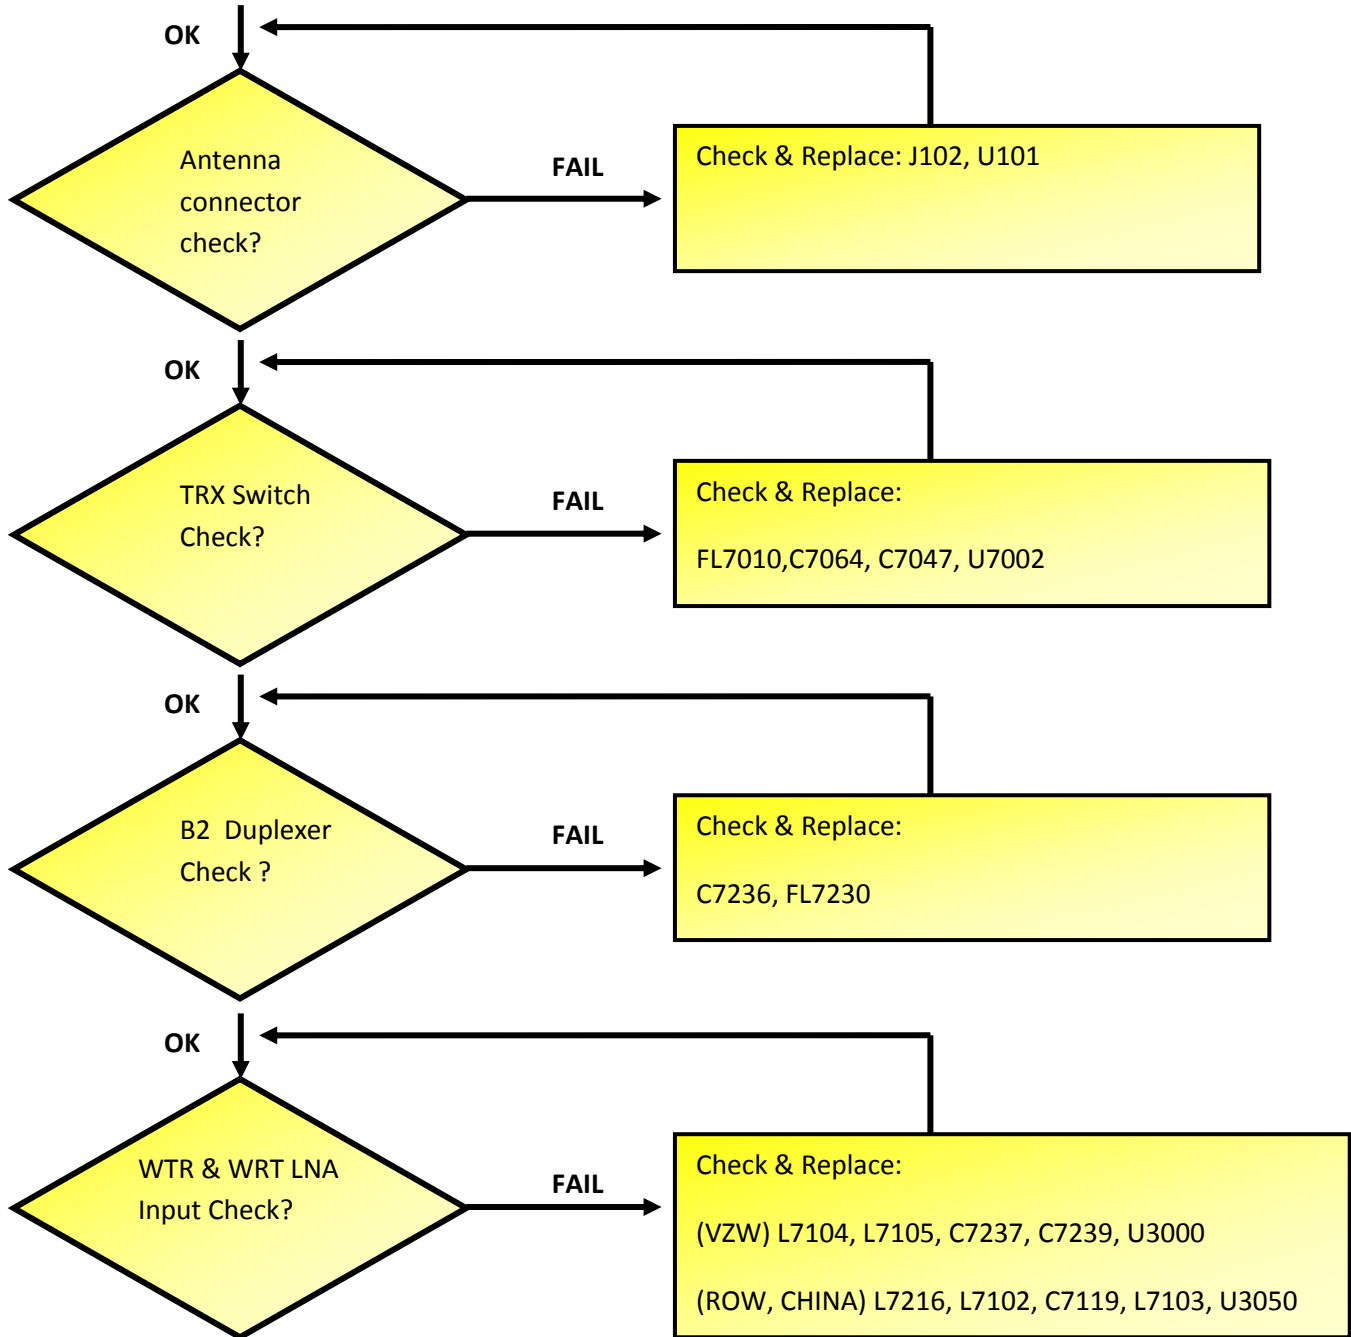 OK
Antenna
connector
check?
FAIL
Check & Replace: J102, U101
OK
TRX Switch
Check?
FAIL
Check & Replace:
FL7010,C7064, C7047, U7002
OK
B2  Duplexer
Check ?
FAIL
Check & Replace:
C7236, FL7230
OK
WTR & WRT LNA
Input Check?
FAIL
Check & Replace:
(VZW) L7104, L7105, C7237, C7239, U3000
(ROW, CHINA) L7216, L7102, C7119, L7103, U3050